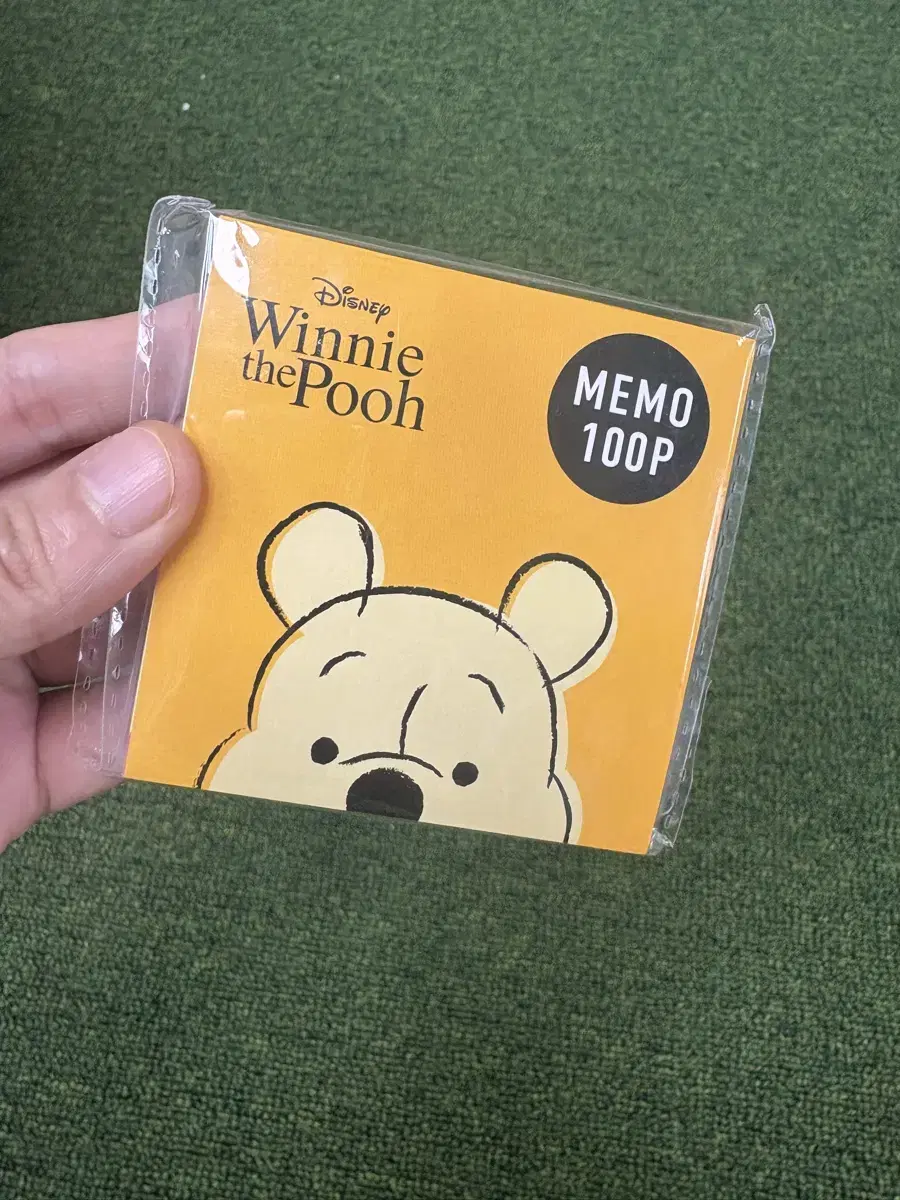 Disney
Winnie
the Pooh
MEMO
100P